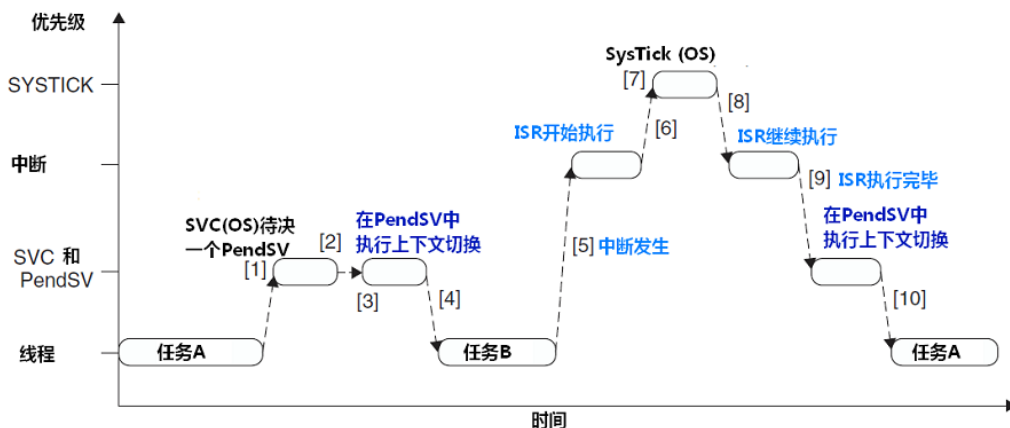 优先级
SysTick (OS)
SYSTICK
[7]
[8]
ISR开始执行
[6]
ISR继续执行
中断
[9] ISR执行完毕
SVC(OS)待决
一个PendSV
[2]
在PendSV中
执行上下文切换
[5] 中断发生
在PendSV中
执行上下文切换
SVC 和
PendSV
[1]
[3]
[4]
[10]
线程
任务A
任务B
任务A
时间